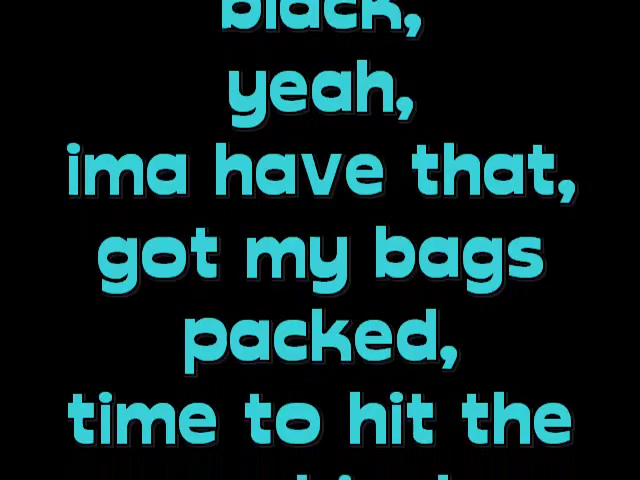 black,
yeah,
ima have that,
got my bags
packed,
time to hit the